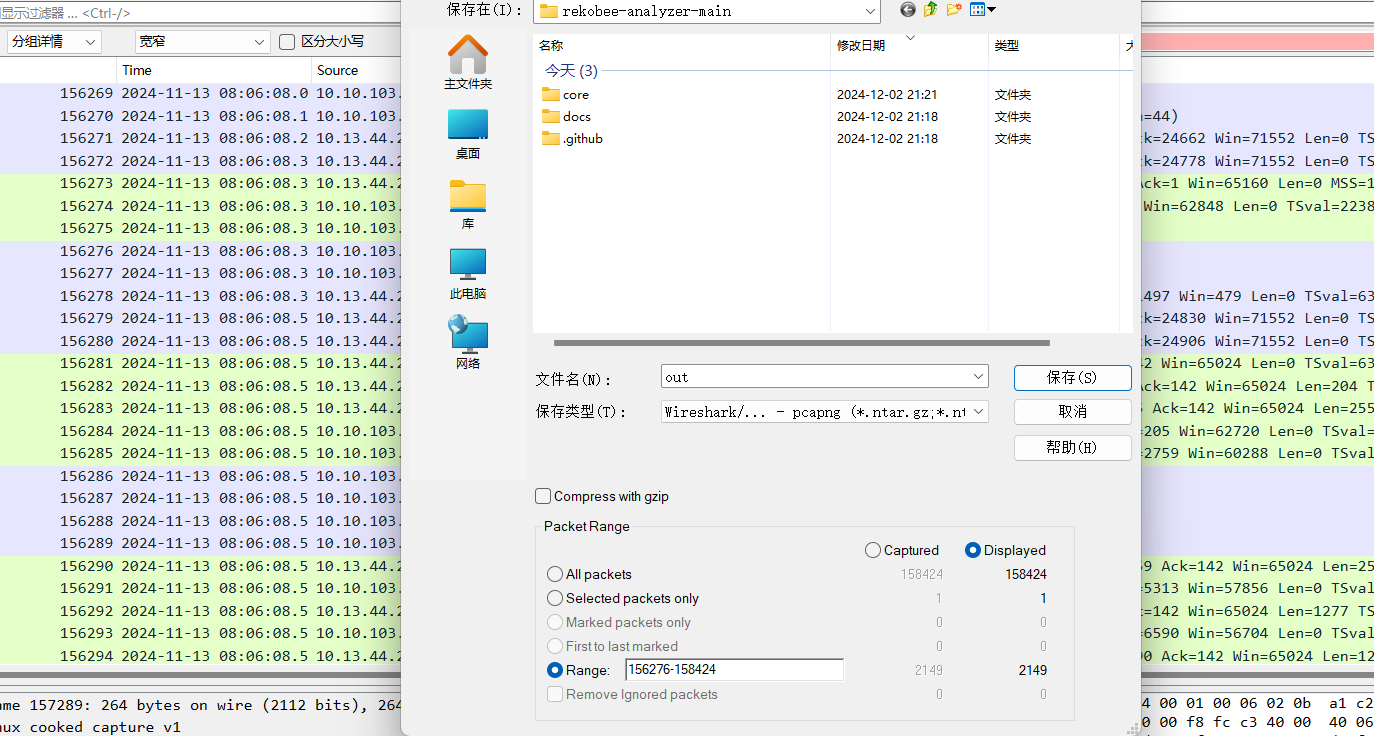 显示过滤器 … <Ctrl-/>
分组详情
宽窄
区分大小写
Time
Source
156269 2024-11-13 08:06:08.0 10.10.103.
156270 2024-11-13 08:06:08.1 10.10.103.
156271 2024-11-13 08:06:08.2 10.13.44.2
156272 2024-11-13 08:06:08.3 10.10.103.
156273 2024-11-13 08:06:08.3 10.13.44.2
156274 2024-11-13 08:06:08.3 10.10.103.
156275 2024-11-13 08:06:08.3 10.13.44.2
156276 2024-11-13 08:06:08.3 10.10.103.
156277 2024-11-13 08:06:08.3 10.10.103.
156278 2024-11-13 08:06:08.3 10.13.44.2
156279 2024-11-13 08:06:08.5 10.13.44.2
156280 2024-11-13 08:06:08.5 10.13.44.2
156281 2024-11-13 08:06:08.5 10.10.103.
156282 2024-11-13 08:06:08.5 10.13.44.2
156283 2024-11-13 08:06:08.5 10.13.44.2
156284 2024-11-13 08:06:08.5 10.10.103.
156285 2024-11-13 08:06:08.5 10.10.103.
156286 2024-11-13 08:06:08.5 10.10.103.
156287 2024-11-13 08:06:08.5 10.10.103.
156288 2024-11-13 08:06:08.5 10.10.103.
156289 2024-11-13 08:06:08.5 10.10.103.
156290 2024-11-13 08:06:08.5 10.13.44.2
156291 2024-11-13 08:06:08.5 10.10.103.
156292 2024-11-13 08:06:08.5 10.13.44.2
156293 2024-11-13 08:06:08.5 10.10.103.
156294 2024-11-13 08:06:08.5 10.13.44.2
ame 157289: 264 bytes on wire (2112 bits), 264
nux cooked capture v1
保存在(I):
rekobee-analyzer-main
主文件夹
桌面
库
此电脑
网络
名称
修改日期
类型
今天 (3)
core 2024-12-02 21:21 文件夹
docs 2024-12-02 21:18 文件夹
.github 2024-12-02 21:18 文件夹
文件名(N):
out
保存(S)
保存类型(T):
Wireshark/... - pcapng (*.ntar.gz;*.nt
取消
帮助(H)
Compress with gzip
Packet Range
Captured
Displayed
All packets 158424 158424
Selected packets only 1 1
Marked packets only 0 0
First to last marked 0 0
Range: 156276-158424 2149 2149
Remove Ignored packets 0 0
n=44)
ck=24662 Win=71552 Len=0 TS
ck=24778 Win=71552 Len=0 TS
Ack=1 Win=65160 Len=0 MSS=1
Win=62848 Len=0 TSval=2238
497 Win=479 Len=0 TSval=63
ck=24830 Win=71552 Len=0 TS
ck=24906 Win=71552 Len=0 TS
2 Win=65024 Len=0 TSval=63
Ack=142 Win=65024 Len=204 T
Ack=142 Win=65024 Len=255
205 Win=62720 Len=0 TSval=
2759 Win=60288 Len=0 TSval
9 Ack=142 Win=65024 Len=25
5313 Win=57856 Len=0 TSval
=142 Win=65024 Len=1277 TS
6590 Win=56704 Len=0 TSval
0 Ack=142 Win=65024 Len=12
4 00 01 00 06 02 0b a1 c2
0 00 f8 fc c3 40 00 40 06